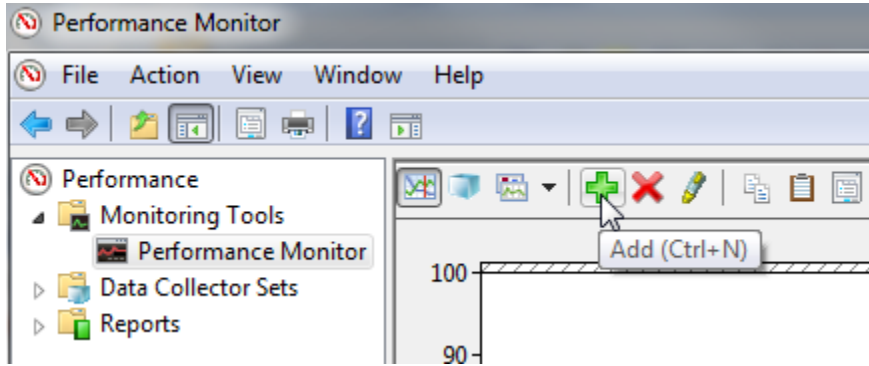 Performance Monitor
File Action View Window Help
Performance
Monitoring Tools
Performance Monitor
Data Collector Sets
Reports
Add (Ctrl+N)
100
90